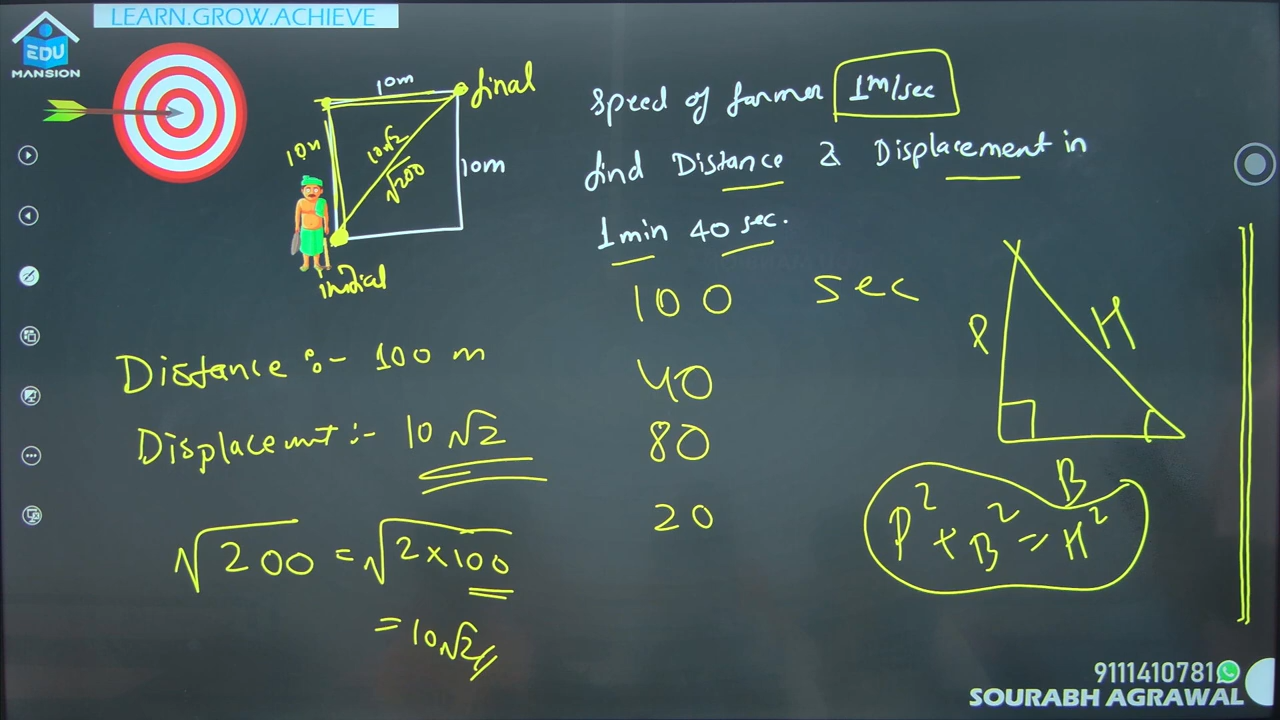 LEARN.GROW.ACHIEVE
EDU
MANSION
10m
final
10m
10√2
√200
10m
initial
Speed of farmer 1m/sec
find Distance & Displacement in
1min 40 sec.
100 sec
40
80
20
Distance :- 100 m
Displacement :- 10√2
√200 = √2×100
= 10√2
P
H
B
P² + B² = H²
9111410781
SOURABH AGRAWAL